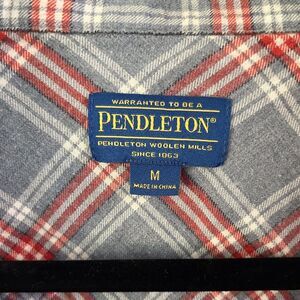 WARRANTED TO BE A
PENDLETON®
PENDLETON WOOLEN MILLS
SINCE 1863
M
MADE IN CHINA